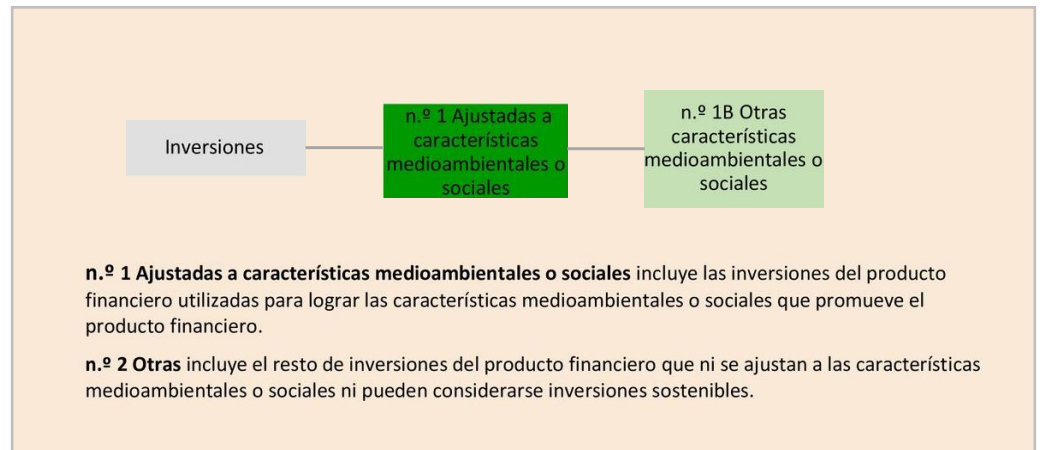 Inversiones
n.º 1 Ajustadas a
características
medioambientales o
sociales
n.º 1B Otras
características
medioambientales o
sociales
n.º 1 Ajustadas a características medioambientales o sociales incluye las inversiones del producto
financiero utilizadas para lograr las características medioambientales o sociales que promueve el
producto financiero.
n.º 2 Otras incluye el resto de inversiones del producto financiero que ni se ajustan a las características
medioambientales o sociales ni pueden considerarse inversiones sostenibles.